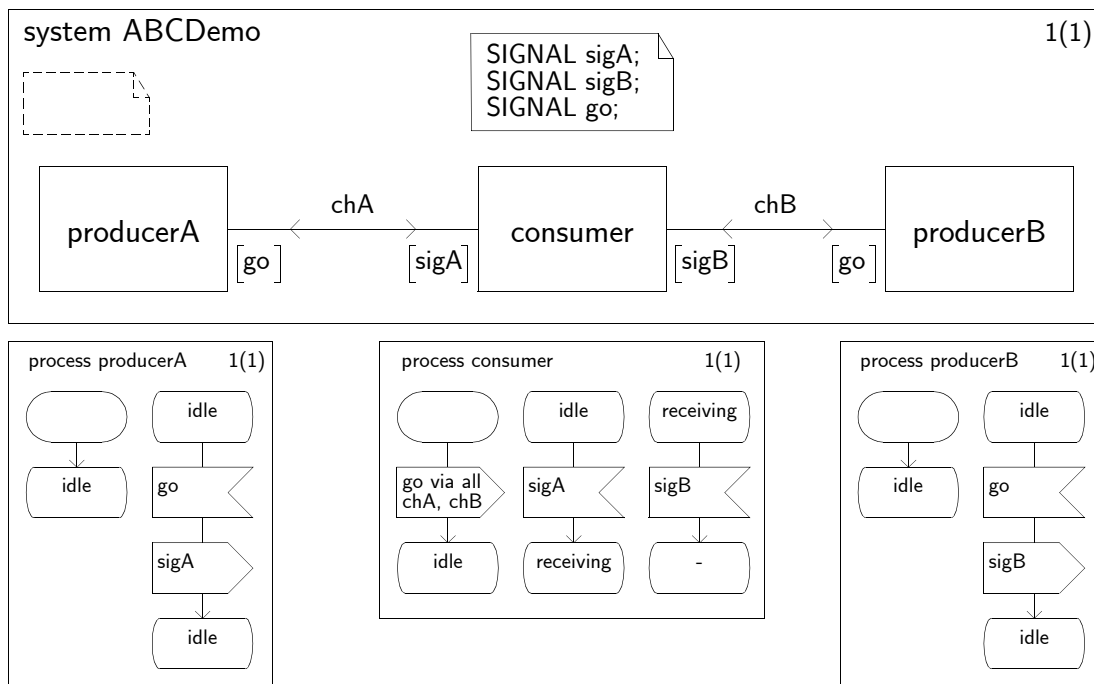 system ABCDemo
1(1)
SIGNAL sigA;
SIGNAL sigB;
SIGNAL go;
producerA
chA
[go]
[sigA]
consumer
chB
[sigB]
[go]
producerB
process producerA
1(1)
idle
idle
go
sigA
idle
process consumer
1(1)
go via all
chA, chB
idle
idle
sigA
receiving
receiving
sigB
-
process producerB
1(1)
idle
idle
go
sigB
idle